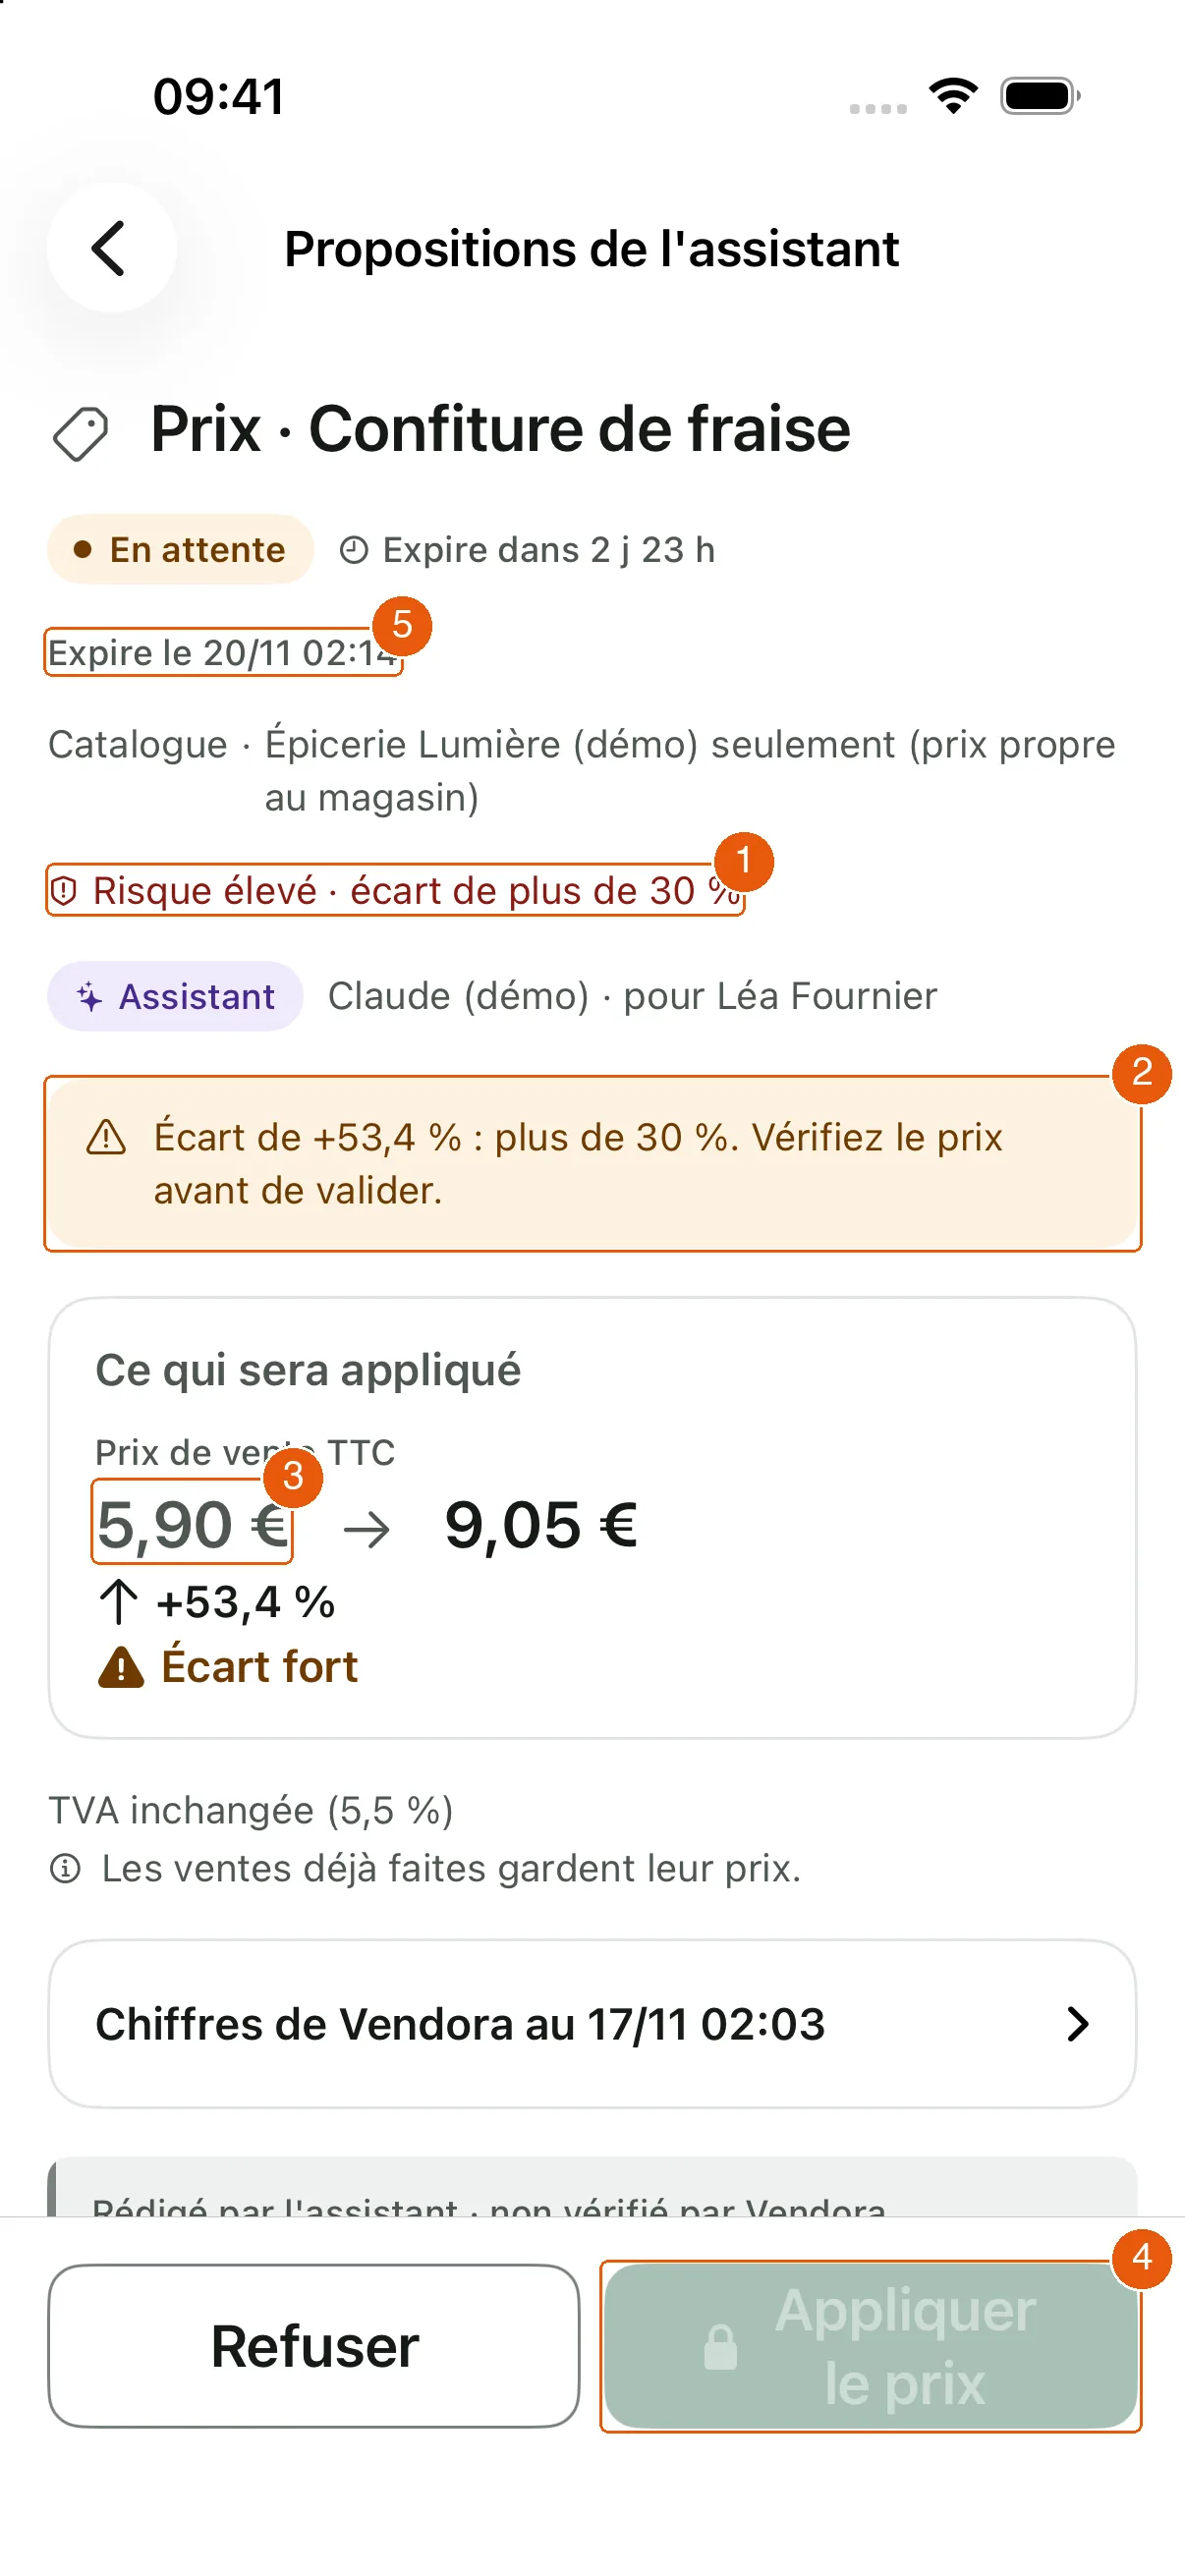 09:41
Propositions de l'assistant
Prix · Confiture de fraise
En attente Expire dans 2 j 23 h
5
Expire le 20/11 02:14
Catalogue · Épicerie Lumière (démo) seulement (prix propre
au magasin)
1
Risque élevé · écart de plus de 30 %
Assistant Claude (démo) · pour Léa Fournier
2
Écart de +53,4 % : plus de 30 %. Vérifiez le prix
avant de valider.
Ce qui sera appliqué
Prix de vente TTC
3
5,90 € → 9,05 €
↑ +53,4 %
Écart fort
TVA inchangée (5,5 %)
Les ventes déjà faites gardent leur prix.
Chiffres de Vendora au 17/11 02:03
Rédigé par l'assistant · non vérifié par Vendora
4
Refuser
Appliquer
le prix